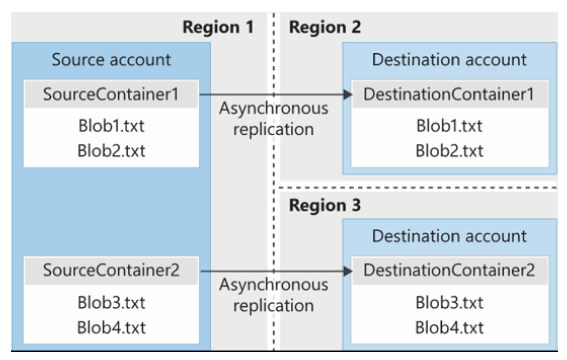 Region 1
Source account
SourceContainer1
Blob1.txt
Blob2.txt
Asynchronous
replication
Region 2
Destination account
DestinationContainer1
Blob1.txt
Blob2.txt
SourceContainer2
Blob3.txt
Blob4.txt
Asynchronous
replication
Region 3
Destination account
DestinationContainer2
Blob3.txt
Blob4.txt